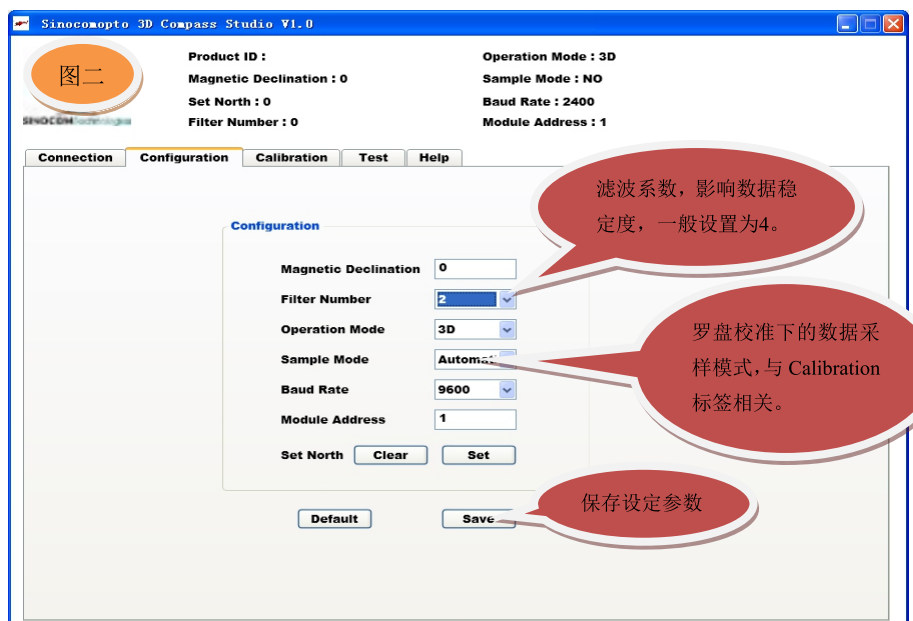 Sinocomopto 3D Compass Studio V1.0
图二
Product ID :
Magnetic Declination : 0
Set North : 0
Filter Number : 0
Operation Mode : 3D
Sample Mode : NO
Baud Rate : 2400
Module Address : 1
SINOCOM Technologies
Connection Configuration Calibration Test Help
滤波系数，影响数据稳
定度，一般设置为4。
Configuration
Magnetic Declination 0
Filter Number 2
Operation Mode 3D
Sample Mode Automati
Baud Rate 9600
Module Address 1
Set North Clear Set
罗盘校准下的数据采
样模式，与 Calibration
标签相关。
Default Save
保存设定参数